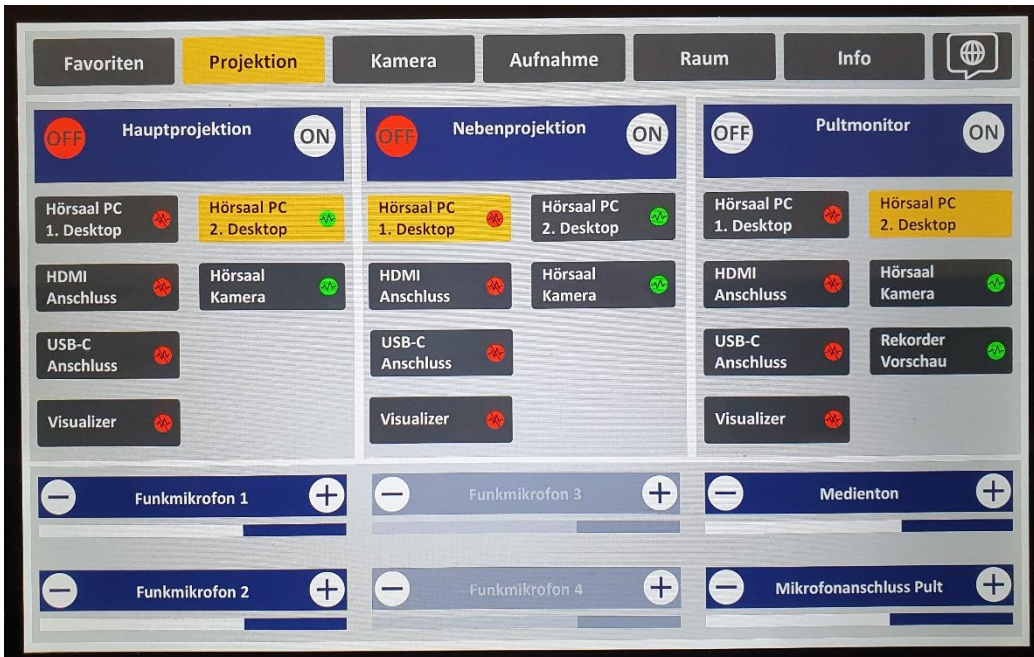 Favoriten
Projektion
Kamera
Aufnahme
Raum
Info
OFF
Hauptprojektion
ON
OFF
Nebenprojektion
ON
OFF
Pultmonitor
ON
Hörsaal PC
1. Desktop
Hörsaal PC
2. Desktop
Hörsaal PC
1. Desktop
Hörsaal PC
2. Desktop
Hörsaal PC
1. Desktop
Hörsaal PC
2. Desktop
HDMI
Anschluss
Hörsaal
Kamera
HDMI
Anschluss
Hörsaal
Kamera
HDMI
Anschluss
Hörsaal
Kamera
USB-C
Anschluss
USB-C
Anschluss
USB-C
Anschluss
Rekorder
Vorschau
Visualizer
Visualizer
Visualizer
Funkmikrofon 1
Funkmikrofon 3
Medienton
Funkmikrofon 2
Funkmikrofon 4
Mikrofonanschluss Pult